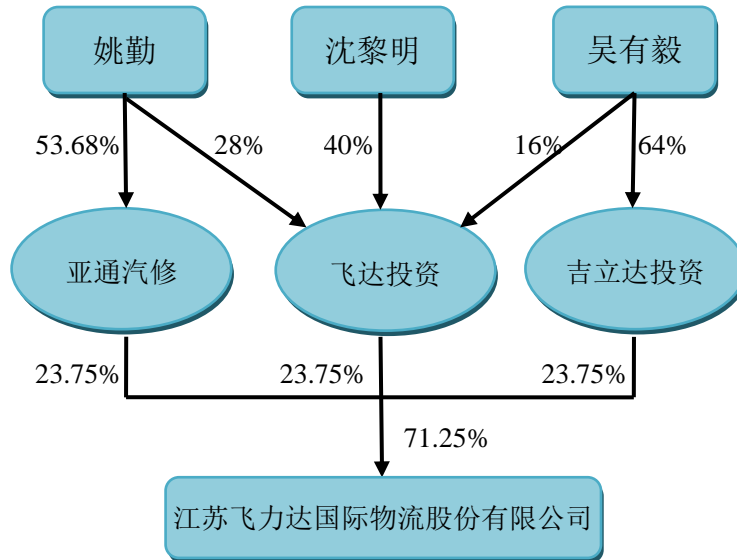 姚勤
沈黎明
吴有毅
53.68%
28%
40%
16%
64%
亚通汽修
飞达投资
吉立达投资
23.75%
23.75%
23.75%
71.25%
江苏飞力达国际物流股份有限公司